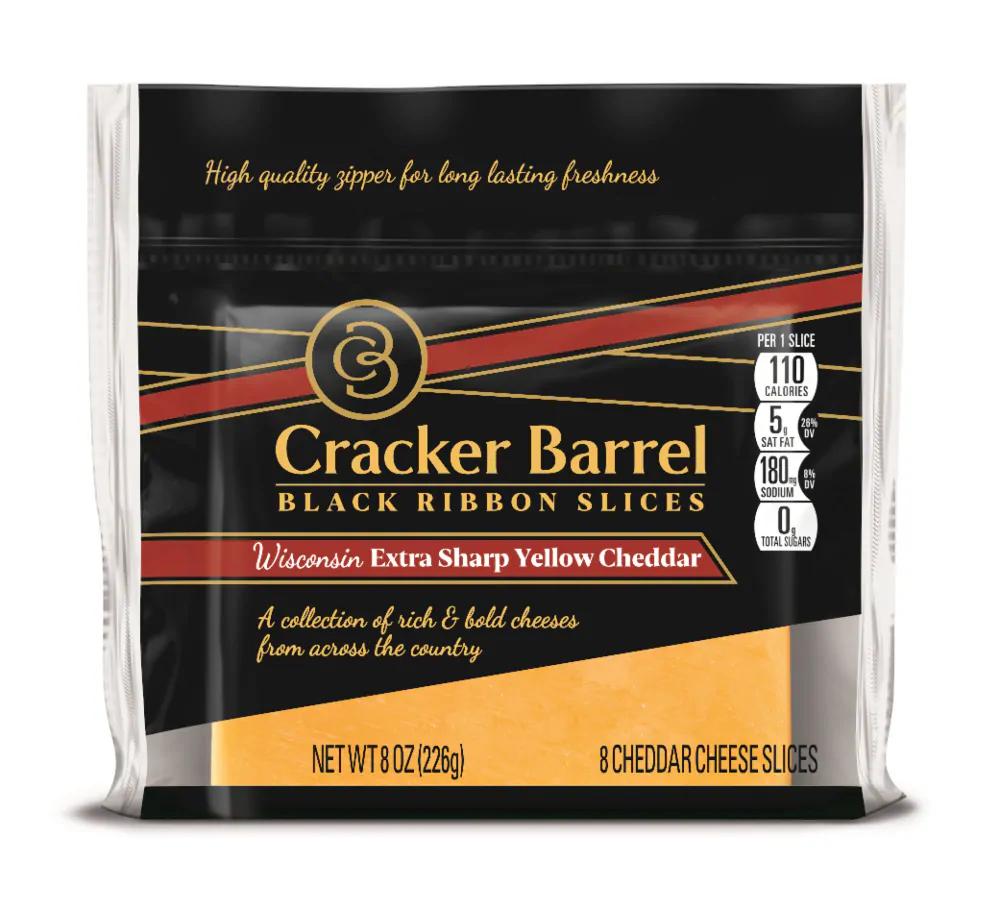 High quality zipper for long lasting freshness
CB
PER 1 SLICE
110
CALORIES
5g
SAT FAT
26%
DV
180mg
SODIUM
8%
DV
0g
TOTAL SUGARS
Cracker Barrel
BLACK RIBBON SLICES
Wisconsin Extra Sharp Yellow Cheddar
A collection of rich & bold cheeses
from across the country
NET WT 8 OZ (226g)
8 CHEDDAR CHEESE SLICES